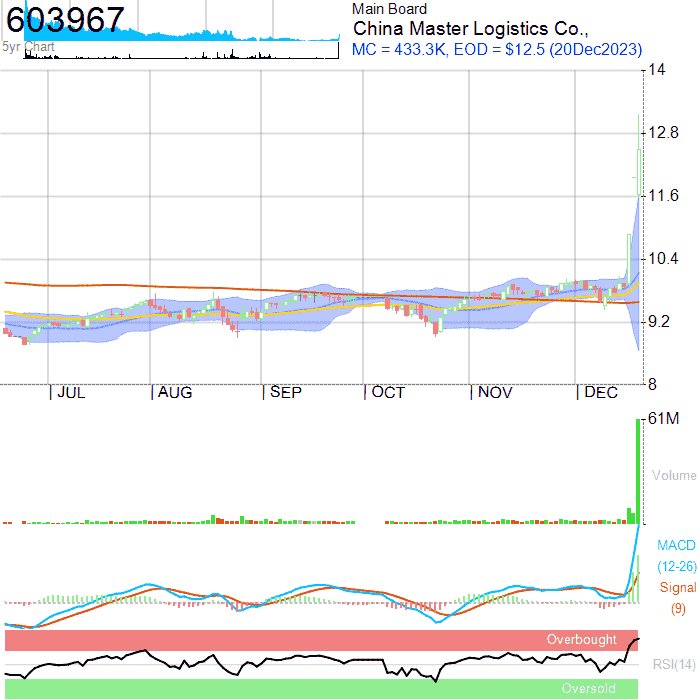 603967
5yr Chart
Main Board
China Master Logistics Co.,
MC = 433.3K, EOD = $12.5 (20Dec2023)
14
12.8
11.6
10.4
9.2
8
JUL
AUG
SEP
OCT
NOV
DEC
61M
Volume
MACD
(12-26)
Signal
(9)
Overbought
RSI(14)
Oversold